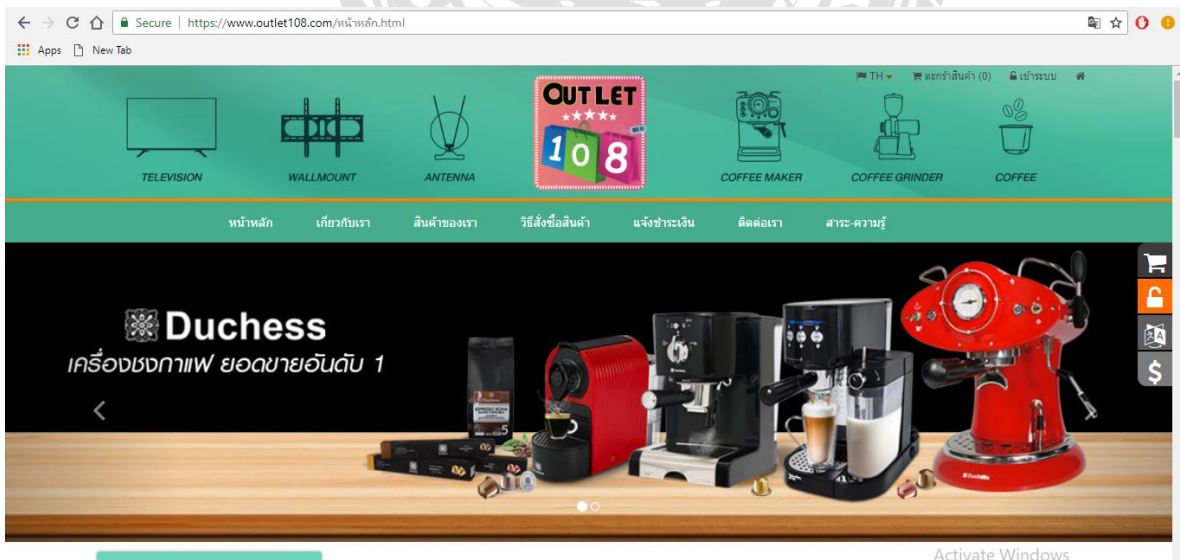 Secure | https://www.outlet108.com/หน้าหลัก.html
Apps New Tab
TH ตะกร้าสินค้า (0) เข้าระบบ
OUTLET
108
TELEVISION WALLMOUNT ANTENNA COFFEE MAKER COFFEE GRINDER COFFEE
หน้าหลัก เกี่ยวกับเรา สินค้าของเรา วิธีสั่งซื้อสินค้า แจ้งชำระเงิน ติดต่อเรา สาระ-ความรู้
Duchess
เครื่องชงกาแฟ ยอดขายอันดับ 1
Activate Windows